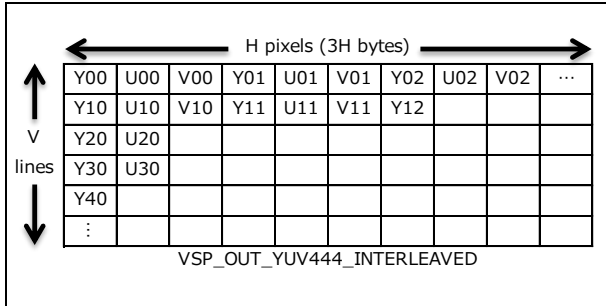 H pixels (3H bytes)
Y00 U00 V00 Y01 U01 V01 Y02 U02 V02 …
Y10 U10 V10 Y11 U11 V11 Y12
V
lines
Y20 U20
Y30 U30
Y40
⋮
VSP_OUT_YUV444_INTERLEAVED